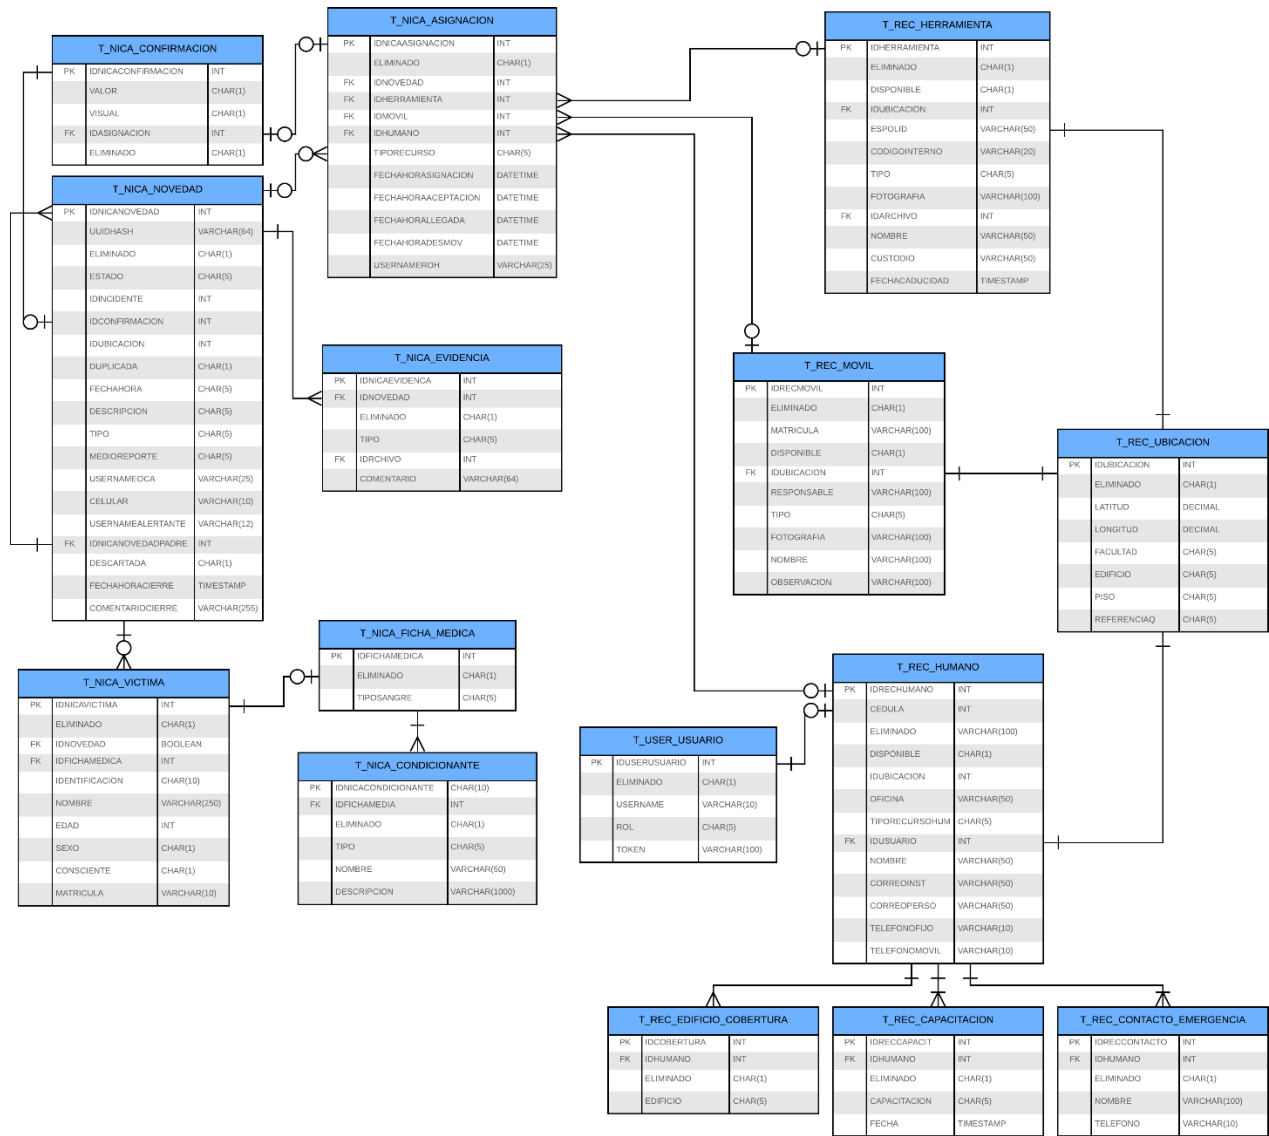 T_NICA_CONFIRMACION
PK IDNICACONFIRMACION INT
VALOR CHAR(1)
VISUAL CHAR(1)
FK IDASIGNACION INT
ELIMINADO CHAR(1)
T_NICA_ASIGNACION
PK IDNICAASIGNACION INT
ELIMINADO CHAR(1)
FK IDNOVEDAD INT
FK IDHERRAMIENTA INT
FK IDMOVIL INT
FK IDHUMANO INT
TIPORECURSO CHAR(5)
FECHAHORASIGNACION DATETIME
FECHAHORAACEPTACION DATETIME
FECHAHORALLEGADA DATETIME
FECHAHORADESMOV DATETIME
USERNAMEROH VARCHAR(25)
T_REC_HERRAMIENTA
PK IDHERRAMIENTA INT
ELIMINADO CHAR(1)
DISPONIBLE CHAR(1)
FK IDUBICACION INT
ESPOLID VARCHAR(50)
CODIGOINTERNO VARCHAR(20)
TIPO CHAR(5)
FOTOGRAFIA VARCHAR(100)
FK IDARCHIVO INT
NOMBRE VARCHAR(50)
CUSTODIO VARCHAR(50)
FECHACADUCIDAD TIMESTAMP
T_NICA_NOVEDAD
PK IDNICANOVEDAD INT
UUIDHASH VARCHAR(64)
ELIMINADO CHAR(1)
ESTADO CHAR(5)
IDINCIDENTE INT
IDCONFIRMACION INT
IDUBICACION INT
DUPLICADA CHAR(1)
FECHAHORA CHAR(5)
DESCRIPCION CHAR(5)
TIPO CHAR(5)
MEDIOREPORTE CHAR(5)
USERNAMEOCA VARCHAR(25)
CELULAR VARCHAR(10)
USERNAMEALERTANTE VARCHAR(12)
FK IDNICANOVEDADPADRE INT
DESCARTADA CHAR(1)
FECHAHORACIERRE TIMESTAMP
COMENTARIOCIERRE VARCHAR(255)
T_NICA_EVIDENCIA
PK IDNICAEVIDENCA INT
FK IDNOVEDAD INT
ELIMINADO CHAR(1)
TIPO CHAR(5)
FK IDRCHIVO INT
COMENTARIO VARCHAR(64)
T_REC_MOVIL
PK IDRECMOVIL INT
ELIMINADO CHAR(1)
MATRICULA VARCHAR(100)
DISPONIBLE CHAR(1)
FK IDUBICACION INT
RESPONSABLE VARCHAR(100)
TIPO CHAR(5)
FOTOGRAFIA VARCHAR(100)
NOMBRE VARCHAR(100)
OBSERVACION VARCHAR(100)
T_REC_UBICACION
PK IDUBICACION INT
ELIMINADO CHAR(1)
LATITUD DECIMAL
LONGITUD DECIMAL
FACULTAD CHAR(5)
EDIFICIO CHAR(5)
PISO CHAR(5)
REFERENCIAQ CHAR(5)
T_NICA_VICTIMA
PK IDNICAVICTIMA INT
ELIMINADO CHAR(1)
FK IDNOVEDAD BOOLEAN
FK IDFICHAMEDICA INT
IDENTIFICACION CHAR(10)
NOMBRE VARCHAR(250)
EDAD INT
SEXO CHAR(1)
CONSCIENTE CHAR(1)
MATRICULA VARCHAR(10)
T_NICA_FICHA_MEDICA
PK IDFICHAMEDICA INT
ELIMINADO CHAR(1)
TIPOSANGRE CHAR(5)
T_NICA_CONDICIONANTE
PK IDNICACONDICIONANTE CHAR(10)
FK IDFICHAMEDIA INT
ELIMINADO CHAR(1)
TIPO CHAR(5)
NOMBRE VARCHAR(50)
DESCRIPCION VARCHAR(1000)
T_USER_USUARIO
PK IDUSERUSUARIO INT
ELIMINADO CHAR(1)
USERNAME VARCHAR(10)
ROL CHAR(5)
TOKEN VARCHAR(100)
T_REC_HUMANO
PK IDRECHUMANO INT
CEDULA INT
ELIMINADO VARCHAR(100)
DISPONIBLE CHAR(1)
IDUBICACION INT
OFICINA VARCHAR(50)
TIPORECURSOHUM CHAR(5)
FK IDUSUARIO INT
NOMBRE VARCHAR(50)
CORREOINST VARCHAR(50)
CORREOPERSO VARCHAR(50)
TELEFONOFIJO VARCHAR(10)
TELEFONOMOVIL VARCHAR(10)
T_REC_EDIFICIO_COBERTURA
PK IDCOBERTURA INT
FK IDHUMANO INT
ELIMINADO CHAR(1)
EDIFICIO CHAR(5)
T_REC_CAPACITACION
PK IDRECCAPACIT INT
FK IDHUMANO INT
ELIMINADO CHAR(1)
CAPACITACION CHAR(5)
FECHA TIMESTAMP
T_REC_CONTACTO_EMERGENCIA
PK IDRECCONTACTO INT
FK IDHUMANO INT
ELIMINADO CHAR(1)
NOMBRE VARCHAR(100)
TELEFONO VARCHAR(10)